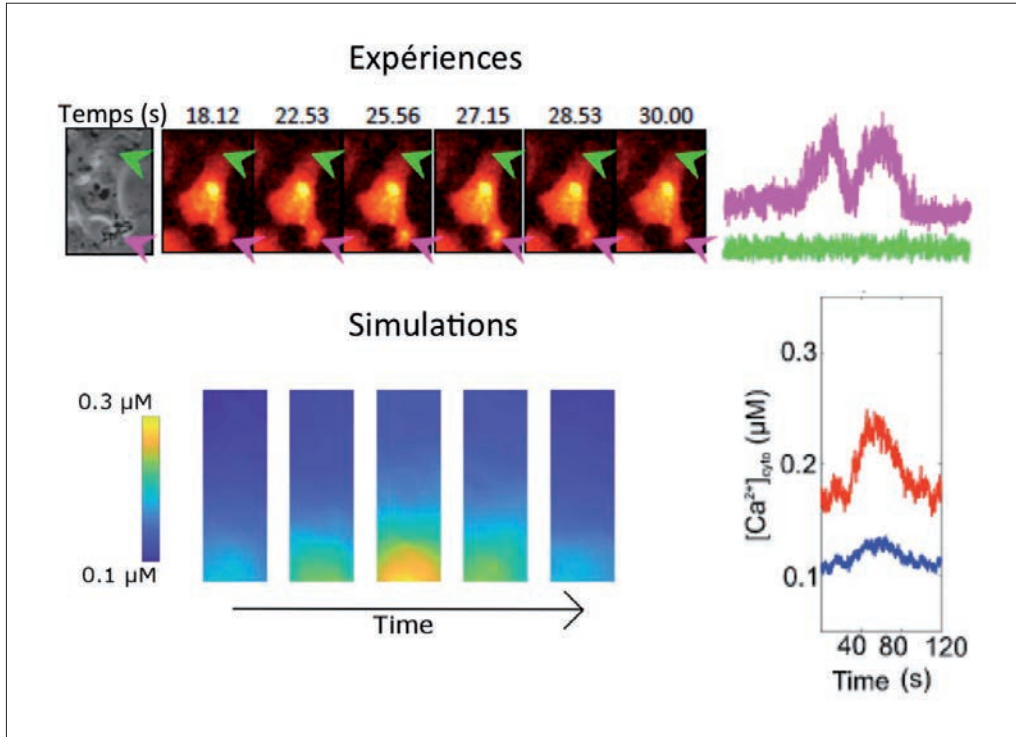 Expériences
Temps (s) 18.12 22.53 25.56 27.15 28.53 30.00
Simulations
0.3 µM
0.1 µM
Time
[Ca²⁺]cyto (µM)
0.3
0.2
0.1
40 80 120
Time (s)